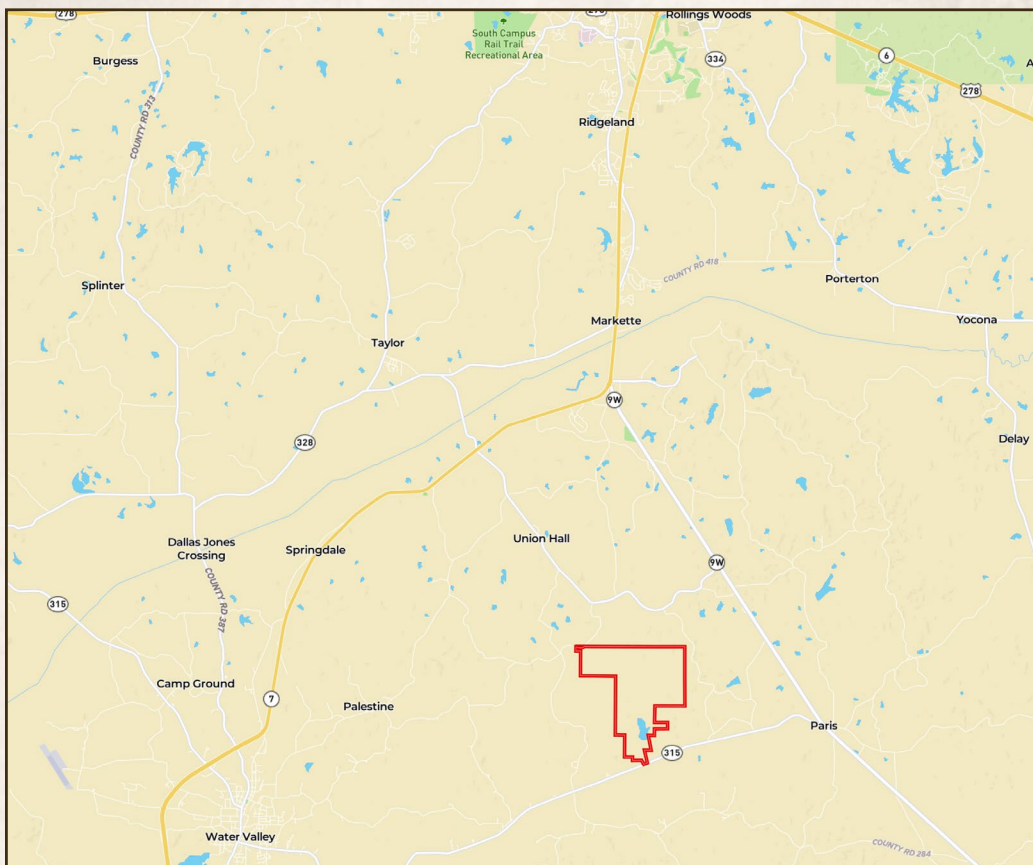 278
278
Rollings Woods
South Campus
Rail Trail
Recreational Area
Burgess
334
6
A
278
COUNTY RD 313
Ridgeland
COUNTY RD 418
Splinter
Porterton
Markette
Yocona
Taylor
9W
328
Delay
Union Hall
Dallas Jones
Crossing
Springdale
9W
COUNTY RD 387
315
Camp Ground
7
Palestine
Paris
315
Water Valley
COUNTY RD 284